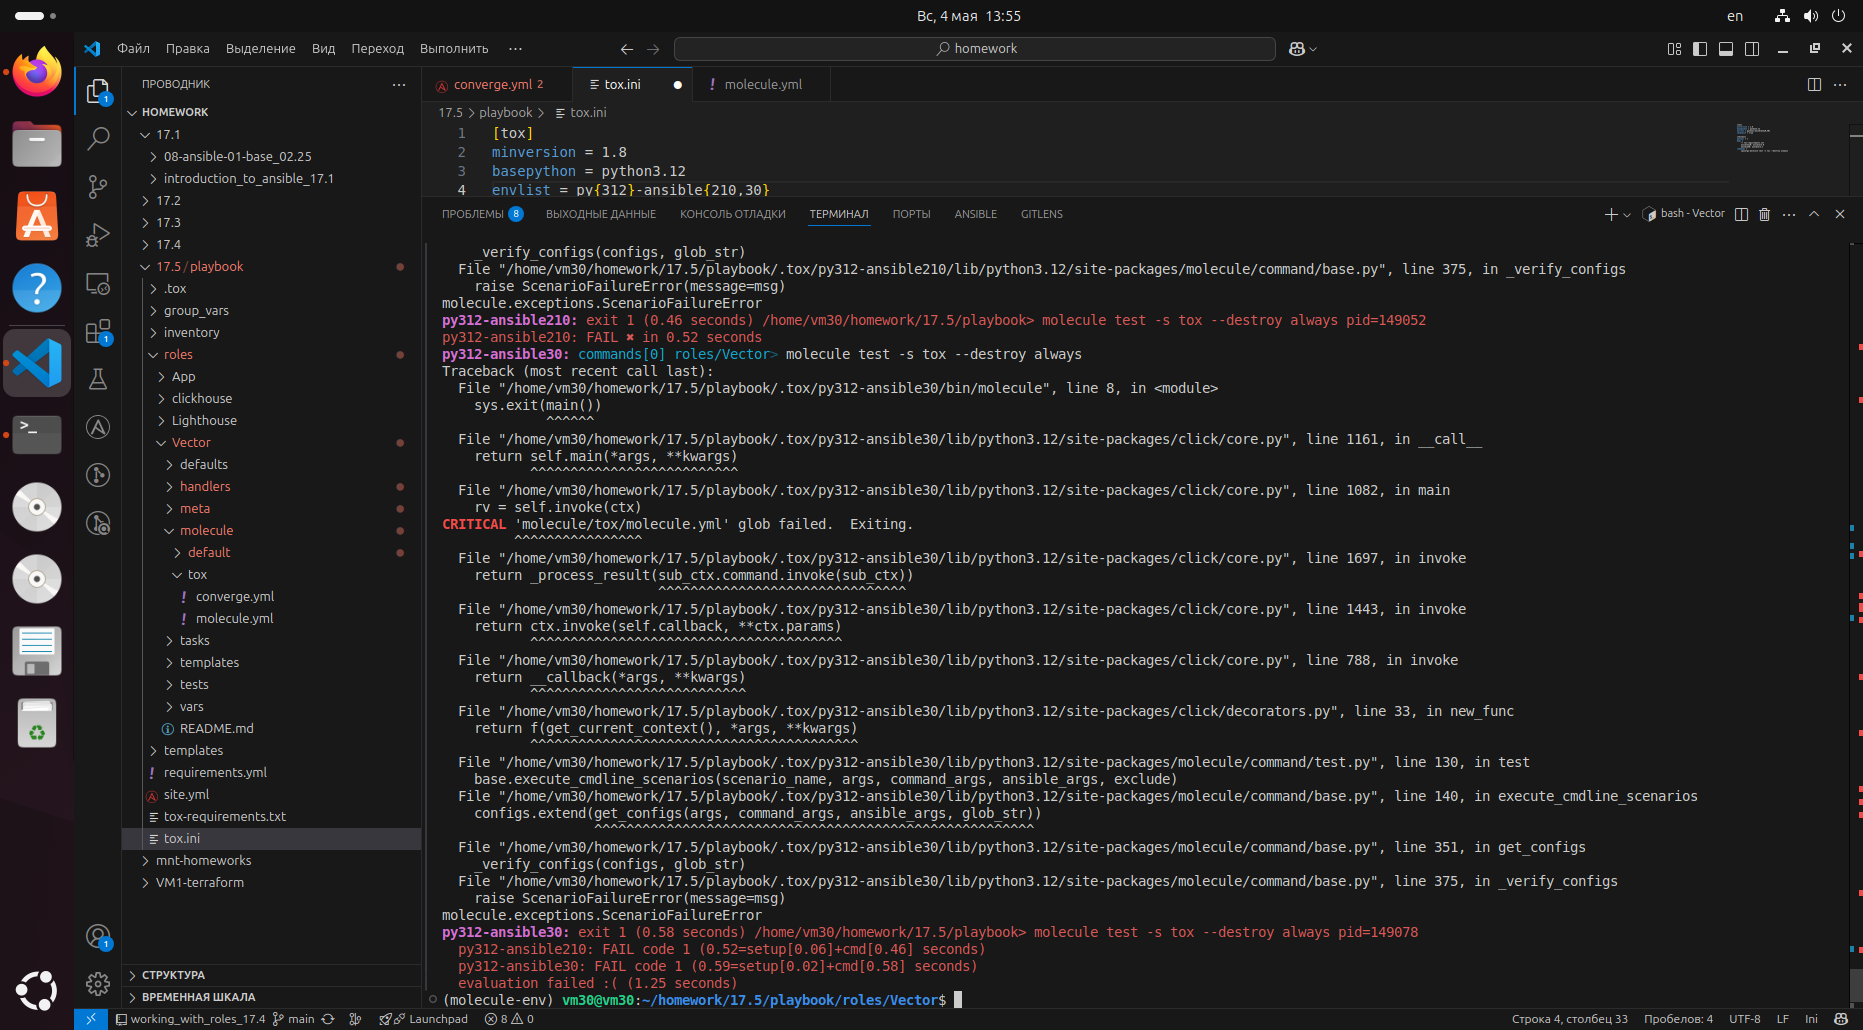 Вс, 4 мая 13:55
en
Файл Правка Выделение Вид Переход Выполнить ···
homework
ПРОВОДНИК ···
HOMEWORK
17.1
08-ansible-01-base_02.25
introduction_to_ansible_17.1
17.2
17.3
17.4
17.5/playbook
.tox
group_vars
inventory
roles
App
clickhouse
Lighthouse
Vector
defaults
handlers
meta
molecule
default
tox
converge.yml
molecule.yml
tasks
templates
tests
vars
README.md
templates
requirements.yml
site.yml
tox-requirements.txt
tox.ini
mnt-homeworks
VM1-terraform
СТРУКТУРА
ВРЕМЕННАЯ ШКАЛА
1
1
1
converge.yml 2 tox.ini molecule.yml
17.5 > playbook > tox.ini
1 [tox]
2 minversion = 1.8
3 basepython = python3.12
4 envlist = py{312}-ansible{210,30}
ПРОБЛЕМЫ 8 ВЫХОДНЫЕ ДАННЫЕ КОНСОЛЬ ОТЛАДКИ ТЕРМИНАЛ ПОРТЫ ANSIBLE GITLENS
bash - Vector
_verify_configs(configs, glob_str)
File "/home/vm30/homework/17.5/playbook/.tox/py312-ansible210/lib/python3.12/site-packages/molecule/command/base.py", line 375, in _verify_configs
raise ScenarioFailureError(message=msg)
molecule.exceptions.ScenarioFailureError
py312-ansible210: exit 1 (0.46 seconds) /home/vm30/homework/17.5/playbook> molecule test -s tox --destroy always pid=149052
py312-ansible210: FAIL ✖ in 0.52 seconds
py312-ansible30: commands[0] roles/Vector> molecule test -s tox --destroy always
Traceback (most recent call last):
File "/home/vm30/homework/17.5/playbook/.tox/py312-ansible30/bin/molecule", line 8, in <module>
sys.exit(main())
^^^^^^
File "/home/vm30/homework/17.5/playbook/.tox/py312-ansible30/lib/python3.12/site-packages/click/core.py", line 1161, in __call__
return self.main(*args, **kwargs)
^^^^^^^^^^^^^^^^^^^^^^^^^^
File "/home/vm30/homework/17.5/playbook/.tox/py312-ansible30/lib/python3.12/site-packages/click/core.py", line 1082, in main
rv = self.invoke(ctx)
CRITICAL 'molecule/tox/molecule.yml' glob failed.  Exiting.
^^^^^^^^^^^^^^^^
File "/home/vm30/homework/17.5/playbook/.tox/py312-ansible30/lib/python3.12/site-packages/click/core.py", line 1697, in invoke
return _process_result(sub_ctx.command.invoke(sub_ctx))
^^^^^^^^^^^^^^^^^^^^^^^^^^^^^^^
File "/home/vm30/homework/17.5/playbook/.tox/py312-ansible30/lib/python3.12/site-packages/click/core.py", line 1443, in invoke
return ctx.invoke(self.callback, **ctx.params)
^^^^^^^^^^^^^^^^^^^^^^^^^^^^^^^^^^^^^^^
File "/home/vm30/homework/17.5/playbook/.tox/py312-ansible30/lib/python3.12/site-packages/click/core.py", line 788, in invoke
return __callback(*args, **kwargs)
^^^^^^^^^^^^^^^^^^^^^^^^^^^
File "/home/vm30/homework/17.5/playbook/.tox/py312-ansible30/lib/python3.12/site-packages/click/decorators.py", line 33, in new_func
return f(get_current_context(), *args, **kwargs)
^^^^^^^^^^^^^^^^^^^^^^^^^^^^^^^^^^^^^^^^^
File "/home/vm30/homework/17.5/playbook/.tox/py312-ansible30/lib/python3.12/site-packages/molecule/command/test.py", line 130, in test
base.execute_cmdline_scenarios(scenario_name, args, command_args, ansible_args, exclude)
File "/home/vm30/homework/17.5/playbook/.tox/py312-ansible30/lib/python3.12/site-packages/molecule/command/base.py", line 140, in execute_cmdline_scenarios
configs.extend(get_configs(args, command_args, ansible_args, glob_str))
^^^^^^^^^^^^^^^^^^^^^^^^^^^^^^^^^^^^^^^^^^^^^^^^^^^^^^^
File "/home/vm30/homework/17.5/playbook/.tox/py312-ansible30/lib/python3.12/site-packages/molecule/command/base.py", line 351, in get_configs
_verify_configs(configs, glob_str)
File "/home/vm30/homework/17.5/playbook/.tox/py312-ansible30/lib/python3.12/site-packages/molecule/command/base.py", line 375, in _verify_configs
raise ScenarioFailureError(message=msg)
molecule.exceptions.ScenarioFailureError
py312-ansible30: exit 1 (0.58 seconds) /home/vm30/homework/17.5/playbook> molecule test -s tox --destroy always pid=149078
py312-ansible210: FAIL code 1 (0.52=setup[0.06]+cmd[0.46] seconds)
py312-ansible30: FAIL code 1 (0.59=setup[0.02]+cmd[0.58] seconds)
evaluation failed :( (1.25 seconds)
(molecule-env) vm30@vm30:~/homework/17.5/playbook/roles/Vector$
working_with_roles_17.4 main Launchpad 8 0
Строка 4, столбец 33 Пробелов: 4 UTF-8 LF Ini